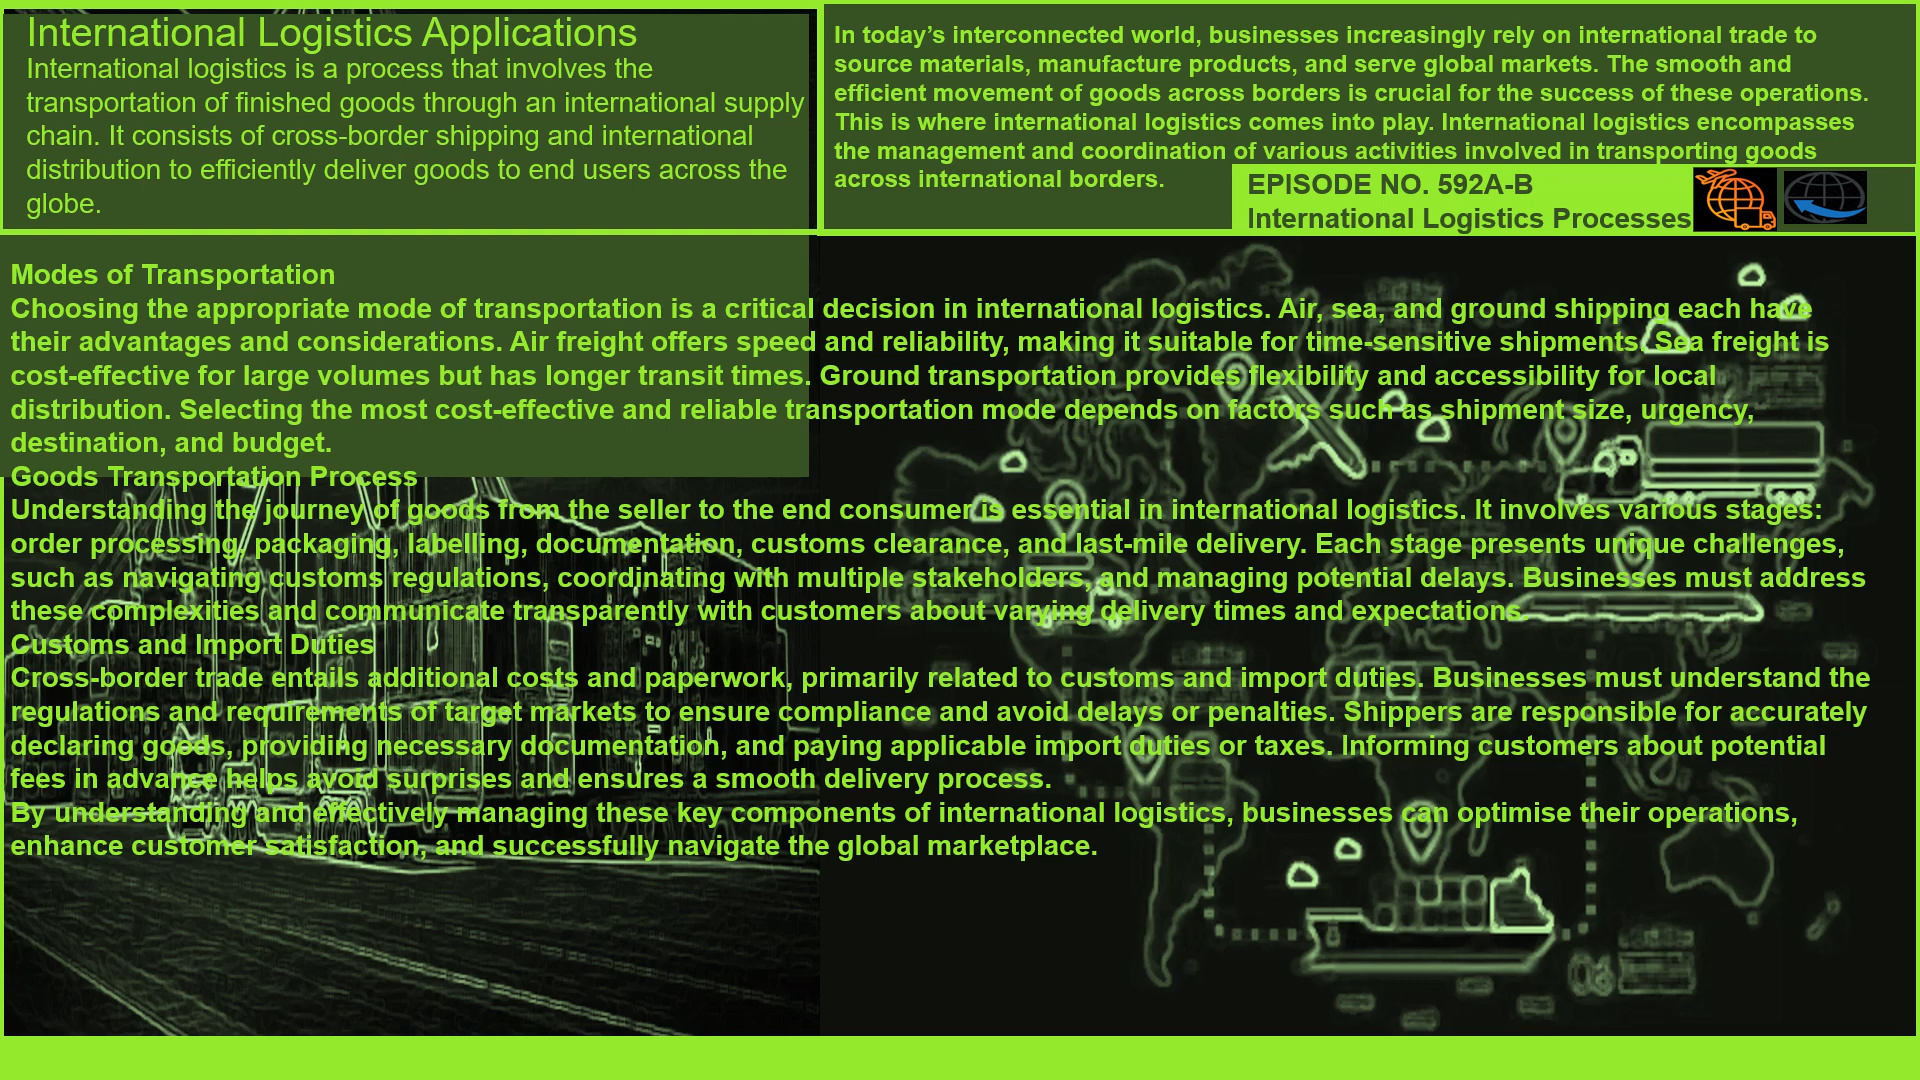 International Logistics Applications
International logistics is a process that involves the
transportation of finished goods through an international supply
chain. It consists of cross-border shipping and international
distribution to efficiently deliver goods to end users across the
globe.
In today’s interconnected world, businesses increasingly rely on international trade to
source materials, manufacture products, and serve global markets. The smooth and
efficient movement of goods across borders is crucial for the success of these operations.
This is where international logistics comes into play. International logistics encompasses
the management and coordination of various activities involved in transporting goods
across international borders.
EPISODE NO. 592A-B
International Logistics Processes
Modes of Transportation
Choosing the appropriate mode of transportation is a critical decision in international logistics. Air, sea, and ground shipping each have
their advantages and considerations. Air freight offers speed and reliability, making it suitable for time-sensitive shipments. Sea freight is
cost-effective for large volumes but has longer transit times. Ground transportation provides flexibility and accessibility for local
distribution. Selecting the most cost-effective and reliable transportation mode depends on factors such as shipment size, urgency,
destination, and budget.
Goods Transportation Process
Understanding the journey of goods from the seller to the end consumer is essential in international logistics. It involves various stages:
order processing, packaging, labelling, documentation, customs clearance, and last-mile delivery. Each stage presents unique challenges,
such as navigating customs regulations, coordinating with multiple stakeholders, and managing potential delays. Businesses must address
these complexities and communicate transparently with customers about varying delivery times and expectations.
Customs and Import Duties
Cross-border trade entails additional costs and paperwork, primarily related to customs and import duties. Businesses must understand the
regulations and requirements of target markets to ensure compliance and avoid delays or penalties. Shippers are responsible for accurately
declaring goods, providing necessary documentation, and paying applicable import duties or taxes. Informing customers about potential
fees in advance helps avoid surprises and ensures a smooth delivery process.
By understanding and effectively managing these key components of international logistics, businesses can optimise their operations,
enhance customer satisfaction, and successfully navigate the global marketplace.